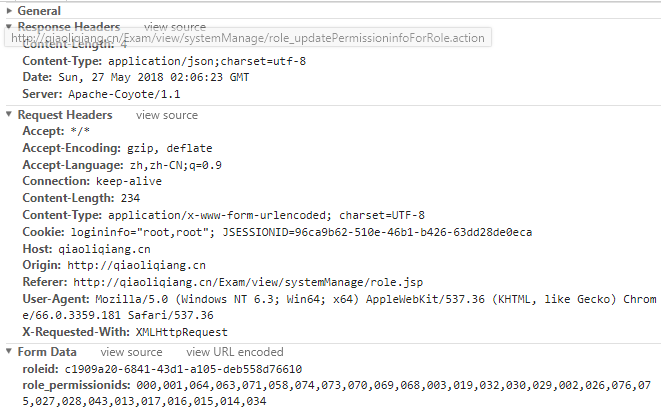 General
Response Headers view source
http://qiaoliqiang.cn/Exam/view/systemManage/role_updatePermissioninfoForRole.action
Content-Length: 4
Content-Type: application/json;charset=utf-8
Date: Sun, 27 May 2018 02:06:23 GMT
Server: Apache-Coyote/1.1
Request Headers view source
Accept: */*
Accept-Encoding: gzip, deflate
Accept-Language: zh,zh-CN;q=0.9
Connection: keep-alive
Content-Length: 234
Content-Type: application/x-www-form-urlencoded; charset=UTF-8
Cookie: logininfo="root,root"; JSESSIONID=96ca9b62-510e-46b1-b426-63dd28de0eca
Host: qiaoliqiang.cn
Origin: http://qiaoliqiang.cn
Referer: http://qiaoliqiang.cn/Exam/view/systemManage/role.jsp
User-Agent: Mozilla/5.0 (Windows NT 6.3; Win64; x64) AppleWebKit/537.36 (KHTML, like Gecko) Chrom
e/66.0.3359.181 Safari/537.36
X-Requested-With: XMLHttpRequest
Form Data view source view URL encoded
roleid: c1909a20-6841-43d1-a105-deb558d76610
role_permissionids: 000,001,064,063,071,058,074,073,070,069,068,003,019,032,030,029,002,026,076,07
5,027,028,043,013,017,016,015,014,034